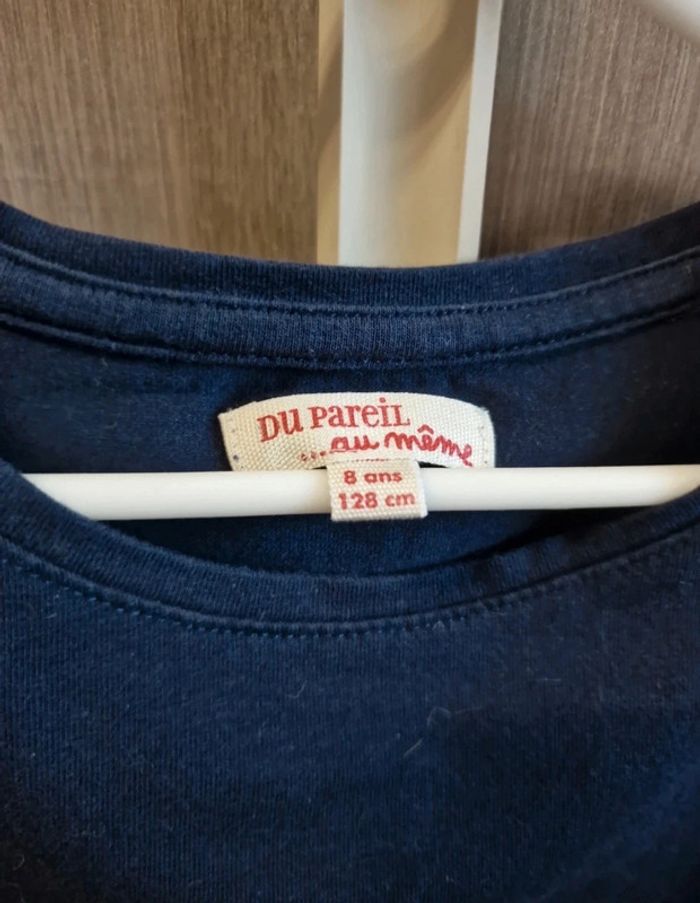 DU PAREIL
...au même
8 ans
128 cm